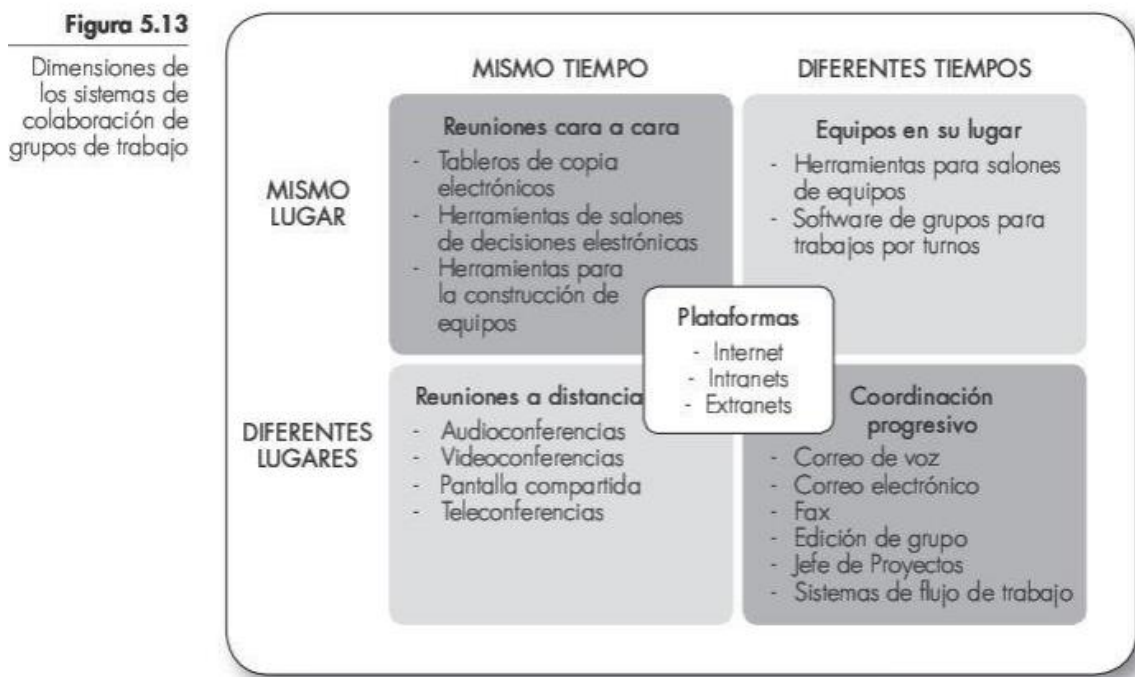 Figura 5.13
Dimensiones de
los sistemas de
colaboración de
grupos de trabajo
MISMO TIEMPO
DIFERENTES TIEMPOS
MISMO
LUGAR
Reuniones cara a cara
- Tableros de copia
electrónicos
- Herramientas de salones
de decisiones elestrónicas
- Herramientas para
la construcción de
equipos
Equipos en su lugar
- Herramientas para salones
de equipos
- Software de grupos para
trabajos por turnos
Plataformas
- Internet
- Intranets
- Extranets
DIFERENTES
LUGARES
Reuniones a distancia
- Audioconferencias
- Videoconferencias
- Pantalla compartida
- Teleconferencias
Coordinación
progresivo
- Correo de voz
- Correo electrónico
- Fax
- Edición de grupo
- Jefe de Proyectos
- Sistemas de flujo de trabajo